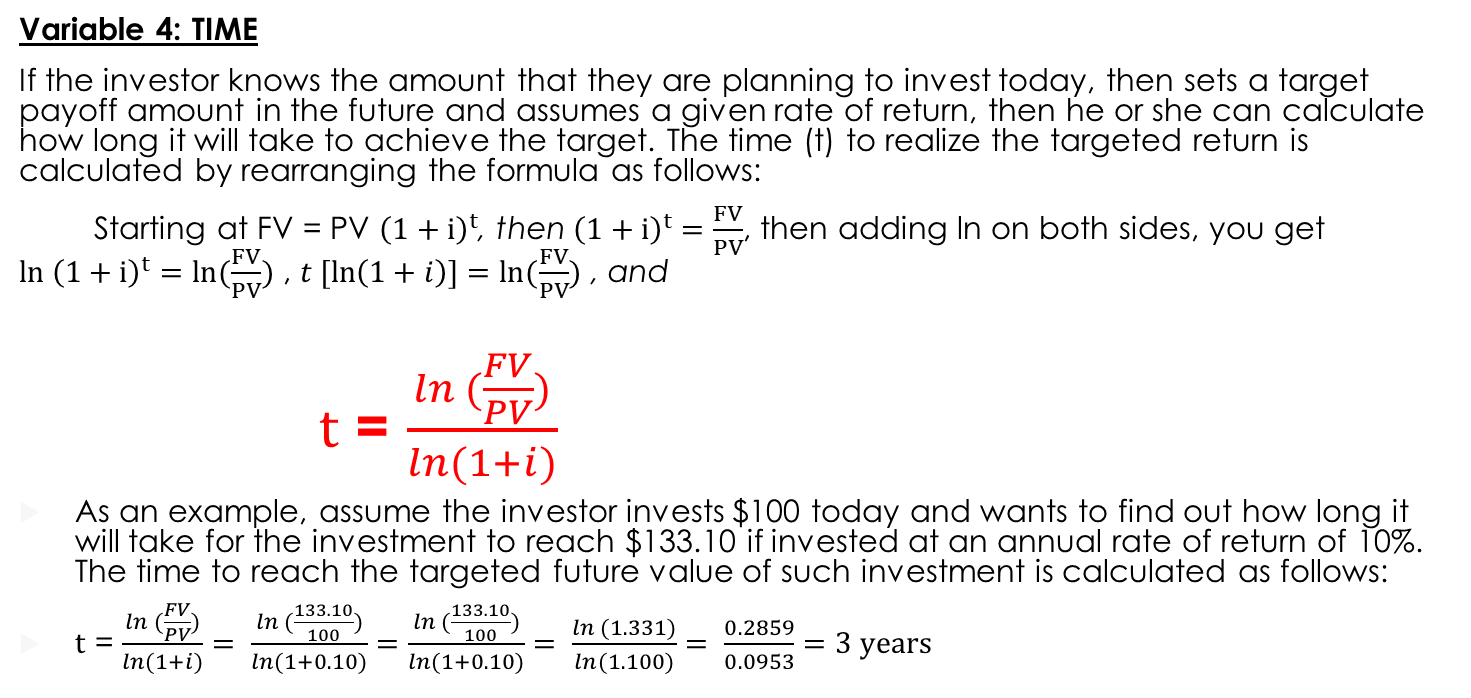 Variable 4: TIME
If the investor knows the amount that they are planning to invest today, then sets a target
payoff amount in the future and assumes a given rate of return, then he or she can calculate
how long it will take to achieve the target. The time (t) to realize the targeted return is
calculated by rearranging the formula as follows:
Starting at FV = PV (1 + i)^t, then (1 + i)^t = FV/PV, then adding ln on both sides, you get
ln (1 + i)^t = ln(FV/PV) , t [ln(1 + i)] = ln(FV/PV) , and
t = ln (FV/PV) / ln(1+i)
As an example, assume the investor invests $100 today and wants to find out how long it
will take for the investment to reach $133.10 if invested at an annual rate of return of 10%.
The time to reach the targeted future value of such investment is calculated as follows:
t = ln (FV/PV) / ln(1+i) = ln (133.10/100) / ln(1+0.10) = ln (133.10/100) / ln(1+0.10) = ln (1.331) / ln(1.100) = 0.2859 / 0.0953 = 3 years